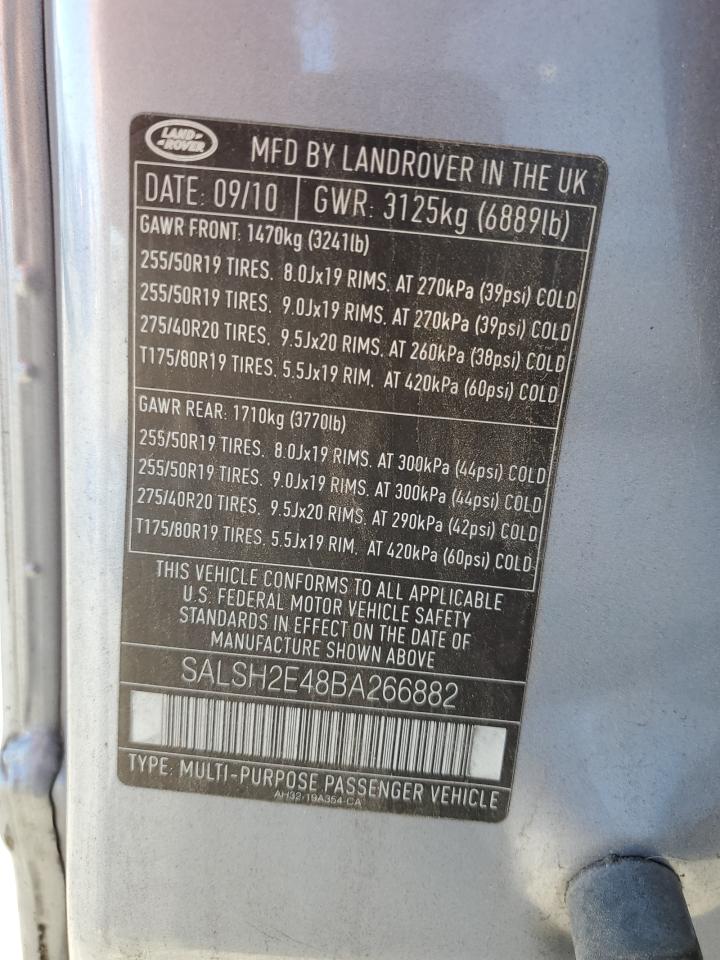 LAND-
-ROVER
MFD BY LANDROVER IN THE UK
DATE: 09/10 GWR: 3125kg (6889lb)
GAWR FRONT: 1470kg (3241lb)
255/50R19 TIRES, 8.0Jx19 RIMS, AT 270kPa (39psi) COLD
255/50R19 TIRES, 9.0Jx19 RIMS, AT 270kPa (39psi) COLD
275/40R20 TIRES, 9.5Jx20 RIMS, AT 260kPa (38psi) COLD
T175/80R19 TIRES, 5.5Jx19 RIM, AT 420kPa (60psi) COLD
GAWR REAR: 1710kg (3770lb)
255/50R19 TIRES, 8.0Jx19 RIMS, AT 300kPa (44psi) COLD
255/50R19 TIRES, 9.0Jx19 RIMS, AT 300kPa (44psi) COLD
275/40R20 TIRES, 9.5Jx20 RIMS, AT 290kPa (42psi) COLD
T175/80R19 TIRES, 5.5Jx19 RIM, AT 420kPa (60psi) COLD
THIS VEHICLE CONFORMS TO ALL APPLICABLE
U.S. FEDERAL MOTOR VEHICLE SAFETY
STANDARDS IN EFFECT ON THE DATE OF
MANUFACTURE SHOWN ABOVE
SALSH2E48BA266882
TYPE: MULTI-PURPOSE PASSENGER VEHICLE
AH32-19A354-CA